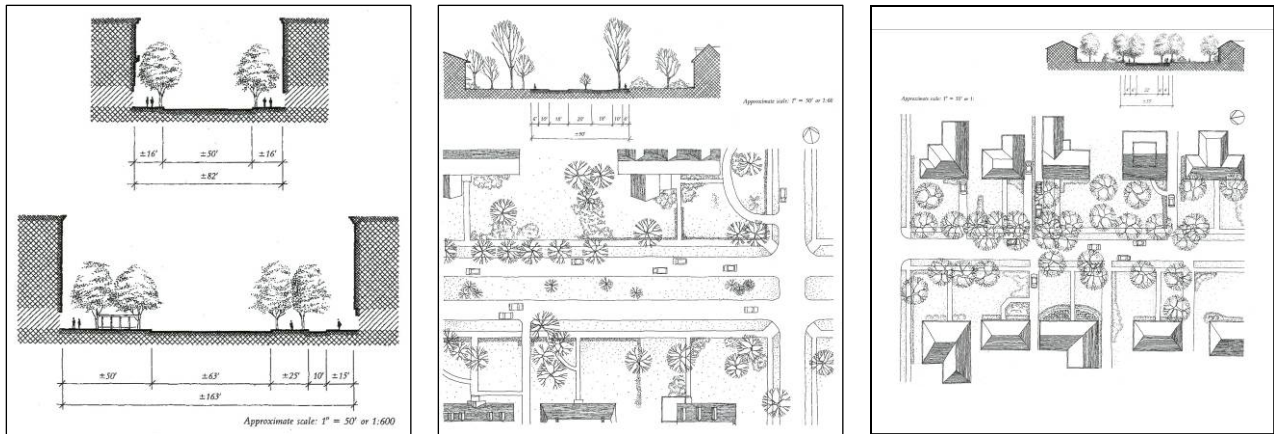 ±16' ±50' ±16'
±82'
±50' ±63' ±25' 10' ±15'
±163'
Approximate scale: 1" = 50' or 1:600
Approximate scale: 1" = 50' or 1:60
±90'
Approximate scale: 1" = 50' or 1: